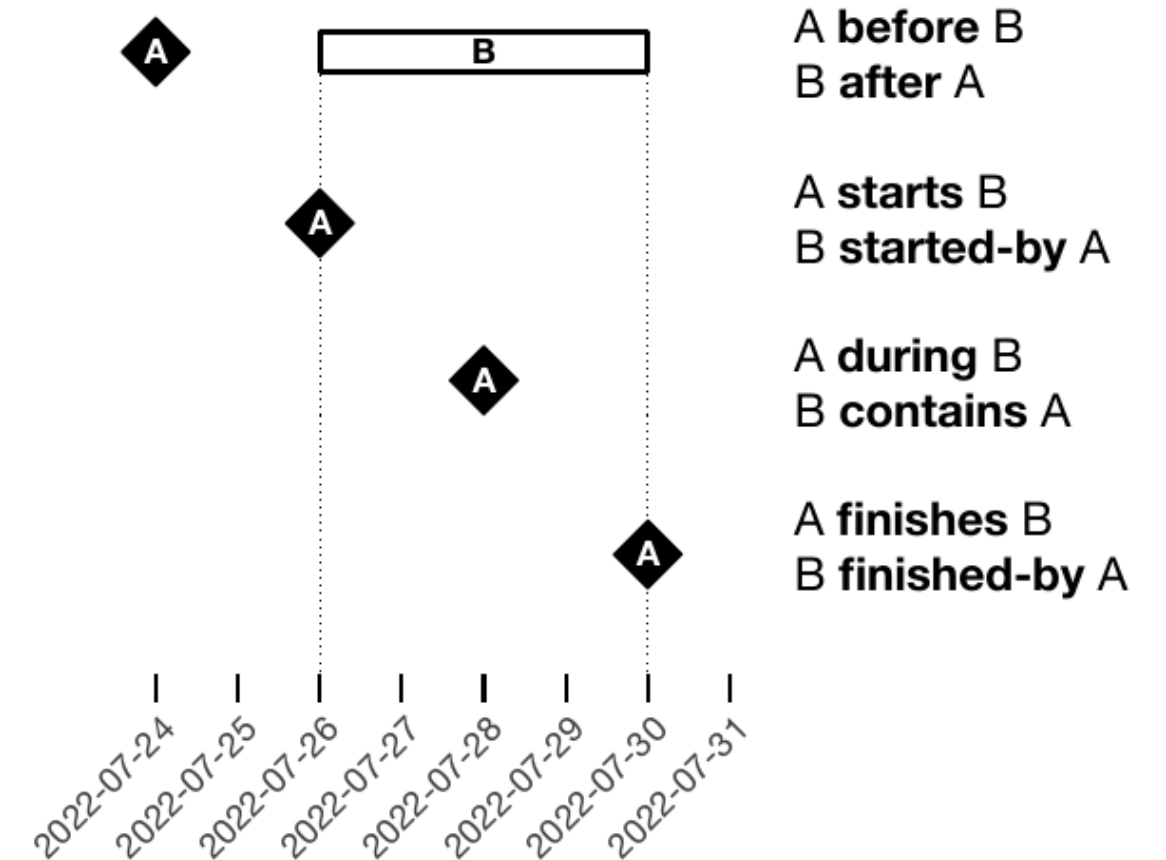 A
B
A before B
B after A
A
A starts B
B started-by A
A
A during B
B contains A
A
A finishes B
B finished-by A
2022-07-24
2022-07-25
2022-07-26
2022-07-27
2022-07-28
2022-07-29
2022-07-30
2022-07-31